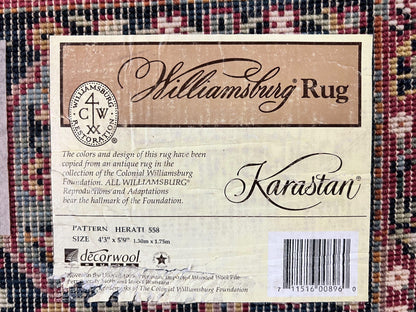 Williamsburg® Rug
WILLIAMSBURG
RESTORATION
The colors and design of this rug have been
copied from an antique rug in the
collection of the Colonial Williamsburg
Foundation. ALL WILLIAMSBURG®
Reproductions and Adaptations
bear the hallmark of the Foundation.
Karastan®
PATTERN HERATI 558
SIZE 4'3" x 5'9" 1.30m x 1.75m
decorwool
of The Colonial Williamsburg Foundation
7 11516 00896 0